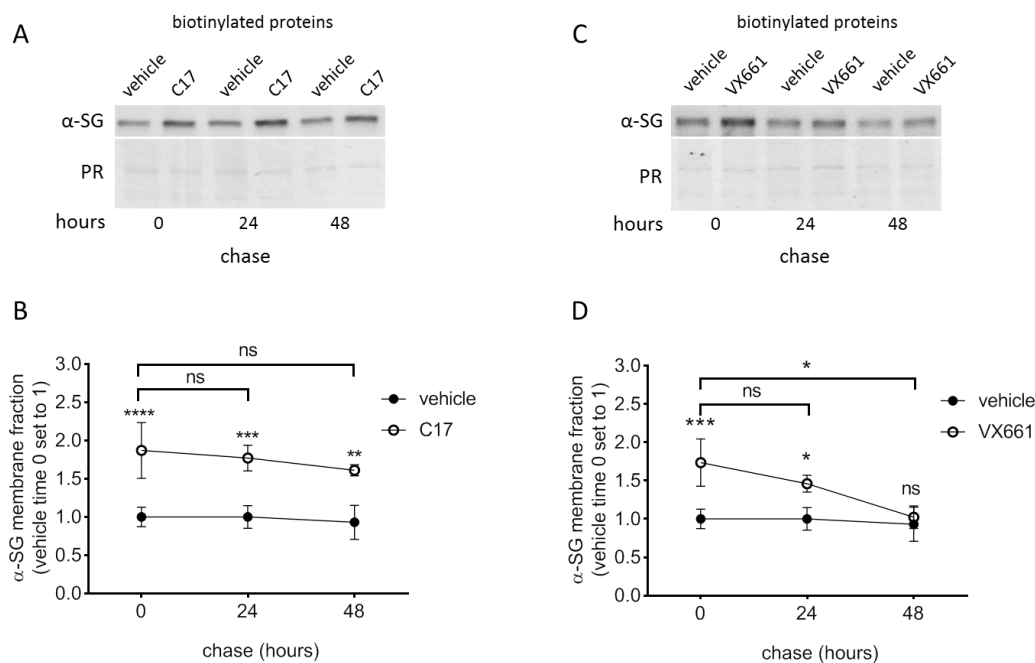 A
biotinylated proteins
vehicle C17 vehicle C17 vehicle C17
α-SG
PR
hours 0 24 48
chase
B
ns
ns
**** *** **
3.0
2.5
2.0
1.5
1.0
0.5
0.0
α-SG membrane fraction
(vehicle time 0 set to 1)
0 24 48
chase (hours)
vehicle
C17
C
biotinylated proteins
vehicle VX661 vehicle VX661 vehicle VX661
α-SG
PR
hours 0 24 48
chase
D
*
ns
*** * ns
3.0
2.5
2.0
1.5
1.0
0.5
0.0
α-SG membrane fraction
(vehicle time 0 set to 1)
0 24 48
chase (hours)
vehicle
VX661